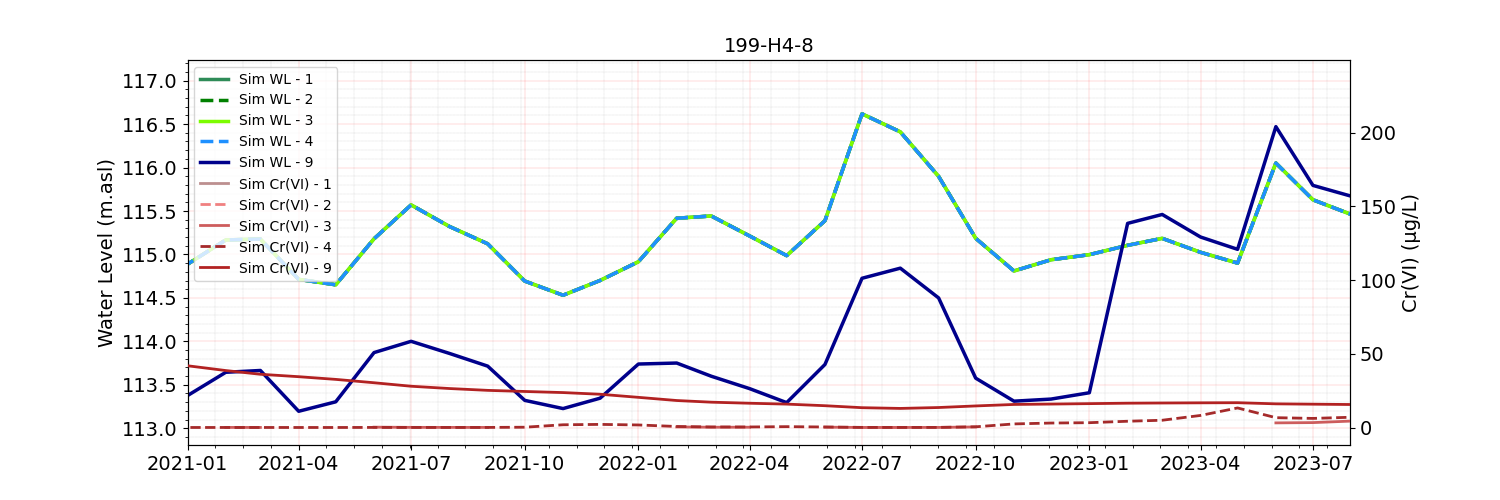 199-H4-8
Sim WL - 1
Sim WL - 2
Sim WL - 3
Sim WL - 4
Sim WL - 9
Sim Cr(VI) - 1
Sim Cr(VI) - 2
Sim Cr(VI) - 3
Sim Cr(VI) - 4
Sim Cr(VI) - 9
Water Level (m.asl)
117.0
116.5
116.0
115.5
115.0
114.5
114.0
113.5
113.0
Cr(VI) (µg/L)
200
150
100
50
0
2021-01 2021-04 2021-07 2021-10 2022-01 2022-04 2022-07 2022-10 2023-01 2023-04 2023-07